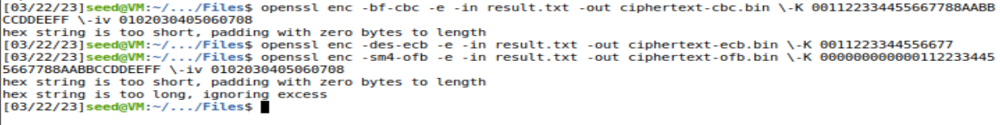 [03/22/23]seed@VM:~/.../Files$ openssl enc -bf-cbc -e -in result.txt -out ciphertext-cbc.bin \-K 001122334455667788AABB
CCDDEEFF \-iv 0102030405060708
hex string is too short, padding with zero bytes to length
[03/22/23]seed@VM:~/.../Files$ openssl enc -des-ecb -e -in result.txt -out ciphertext-ecb.bin \-K 0011223344556677
[03/22/23]seed@VM:~/.../Files$ openssl enc -sm4-ofb -e -in result.txt -out ciphertext-ofb.bin \-K 000000000000112233445
5667788AABBCCDDEEFF \-iv 0102030405060708
hex string is too short, padding with zero bytes to length
hex string is too long, ignoring excess
[03/22/23]seed@VM:~/.../Files$